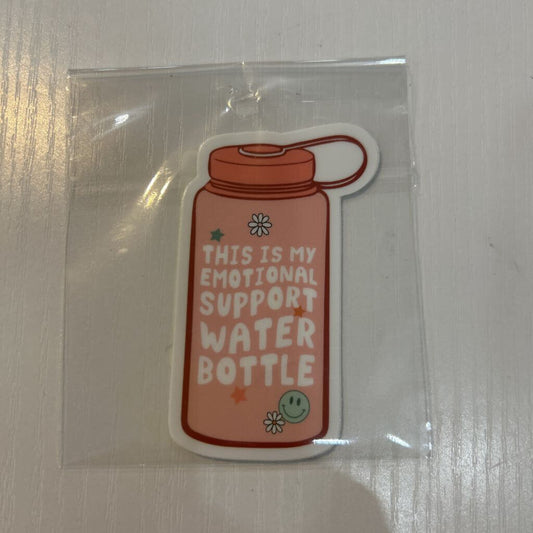 THIS IS MY
EMOTIONAL
SUPPORT
WATER
BOTTLE